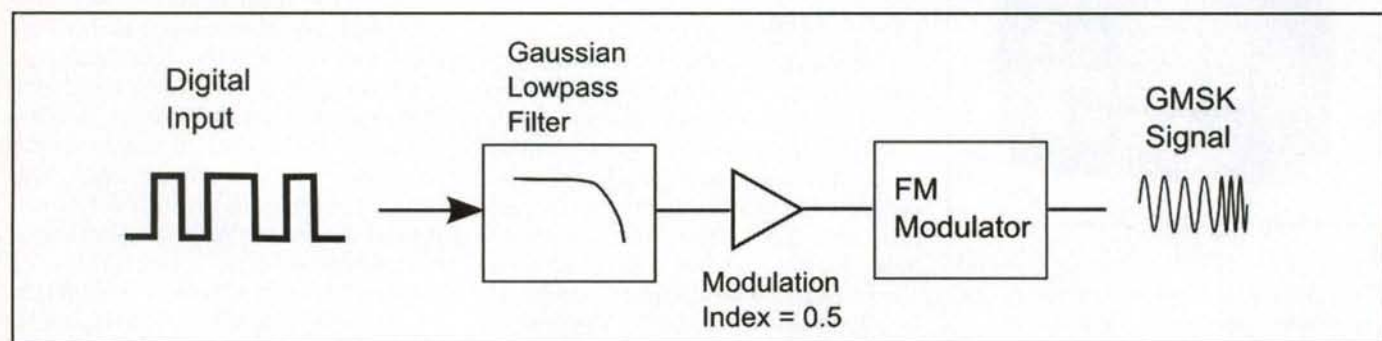 Digital
Input
Gaussian
Lowpass
Filter
Modulation
Index = 0.5
FM
Modulator
GMSK
Signal